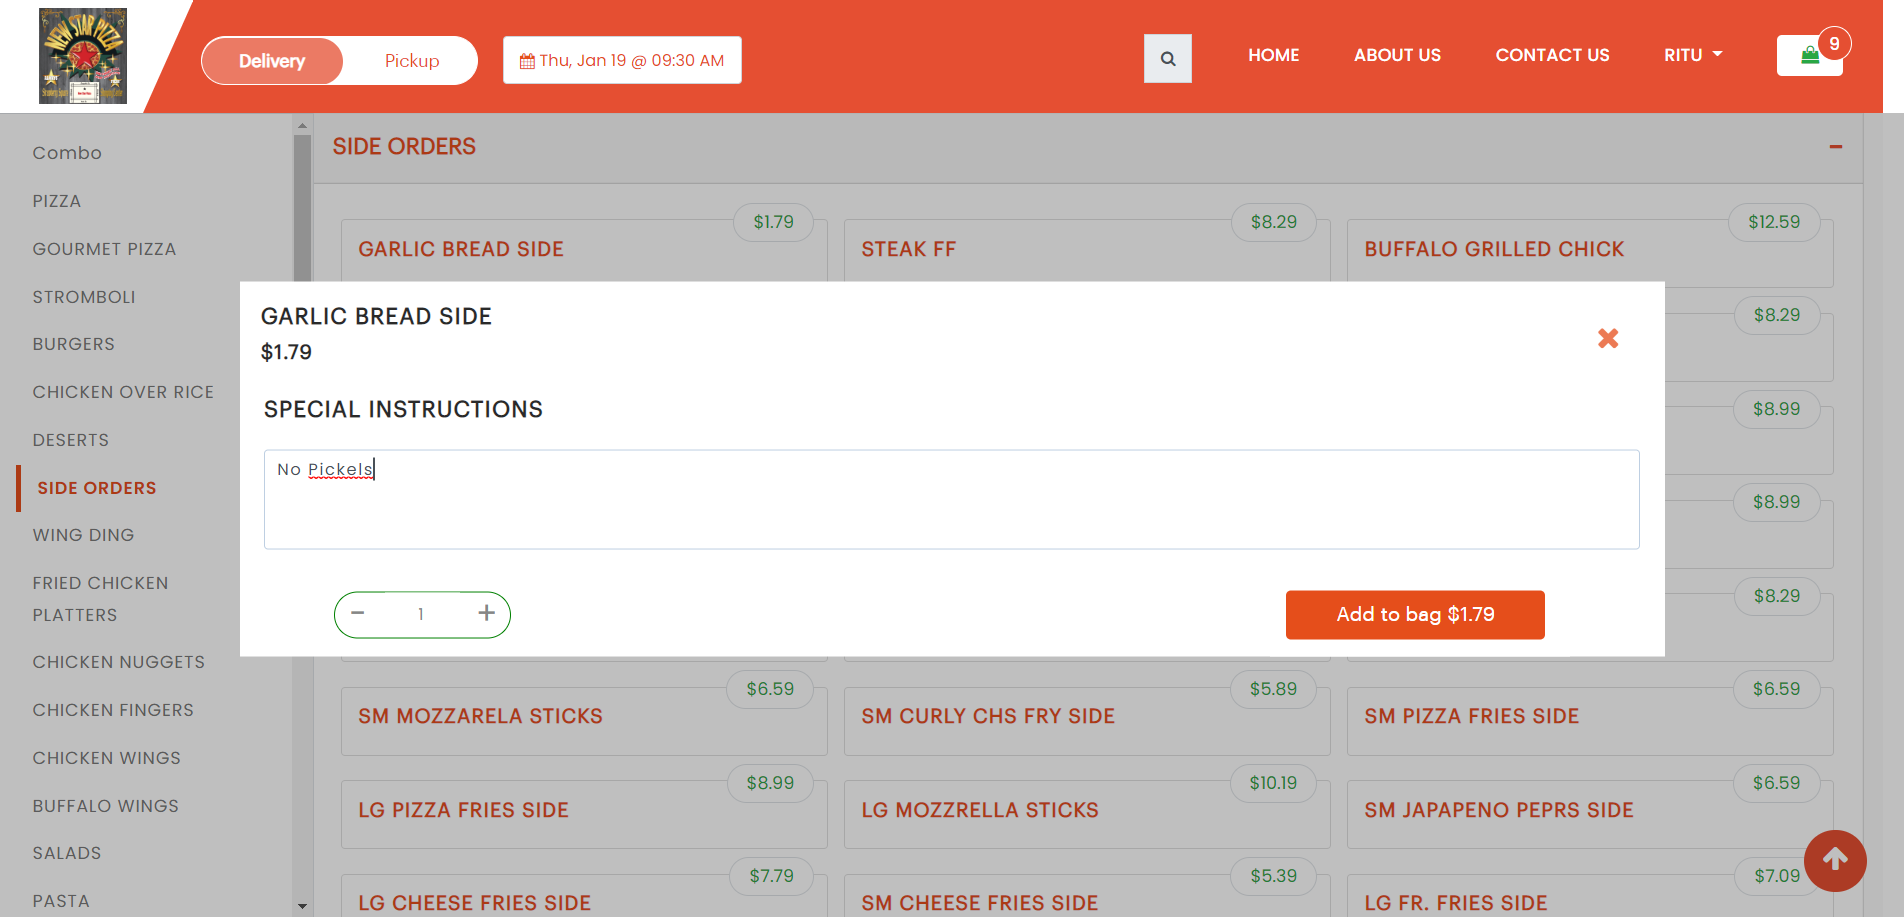 NEW STAR PIZZA
Delivery
Pickup
Thu, Jan 19 @ 09:30 AM
HOME
ABOUT US
CONTACT US
RITU
9
Combo
PIZZA
GOURMET PIZZA
STROMBOLI
BURGERS
CHICKEN OVER RICE
DESERTS
SIDE ORDERS
WING DING
FRIED CHICKEN
PLATTERS
CHICKEN NUGGETS
CHICKEN FINGERS
CHICKEN WINGS
BUFFALO WINGS
SALADS
PASTA
SIDE ORDERS
$1.79
GARLIC BREAD SIDE
$8.29
STEAK FF
$12.59
BUFFALO GRILLED CHICK
$8.29
$8.99
$8.99
$8.29
GARLIC BREAD SIDE
$1.79
SPECIAL INSTRUCTIONS
No Pickels
1
Add to bag $1.79
$6.59
SM MOZZARELA STICKS
$5.89
SM CURLY CHS FRY SIDE
$6.59
SM PIZZA FRIES SIDE
$8.99
LG PIZZA FRIES SIDE
$10.19
LG MOZZRELLA STICKS
$6.59
SM JAPAPENO PEPRS SIDE
$7.79
LG CHEESE FRIES SIDE
$5.39
SM CHEESE FRIES SIDE
$7.09
LG FR. FRIES SIDE